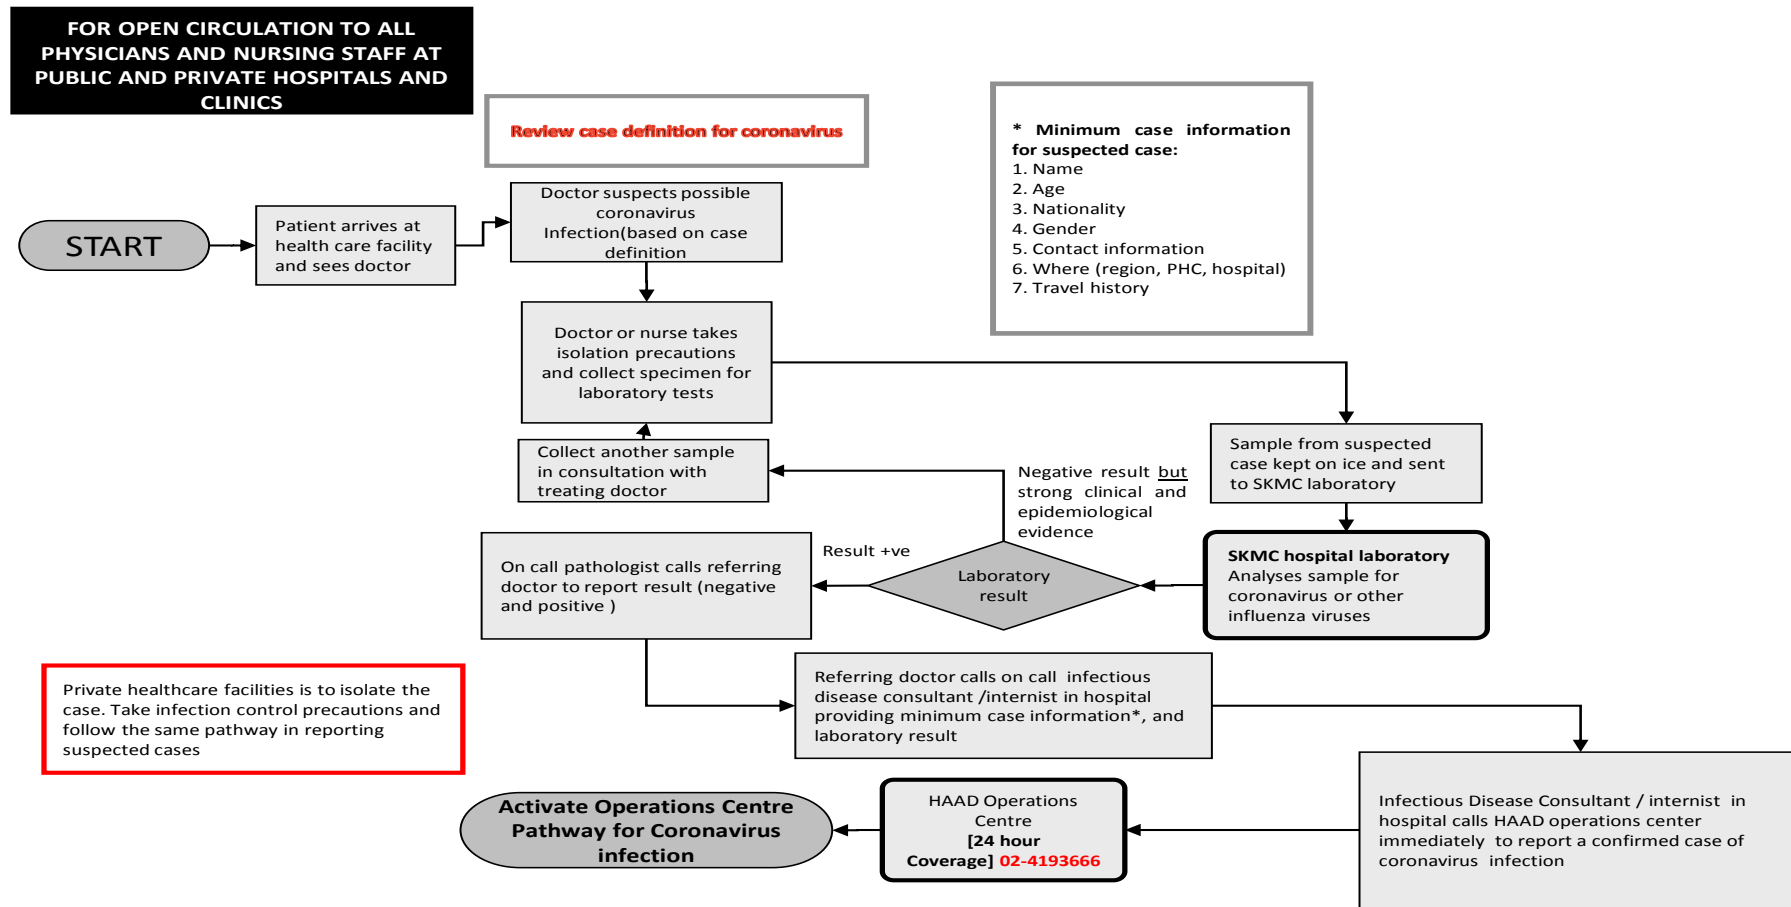 FOR OPEN CIRCULATION TO ALL
PHYSICIANS AND NURSING STAFF AT
PUBLIC AND PRIVATE HOSPITALS AND
CLINICS
Review case definition for coronavirus
* Minimum case information
for suspected case:
1. Name
2. Age
3. Nationality
4. Gender
5. Contact information
6. Where (region, PHC, hospital)
7. Travel history
START
Patient arrives at
health care facility
and sees doctor
Doctor suspects possible
coronavirus
Infection(based on case
definition
Doctor or nurse takes
isolation precautions
and collect specimen for
laboratory tests
Sample from suspected
case kept on ice and sent
to SKMC laboratory
Collect another sample
in consultation with
treating doctor
Negative result but
strong clinical and
epidemiological
evidence
SKMC hospital laboratory
Analyses sample for
coronavirus or other
influenza viruses
Laboratory
result
Result +ve
On call pathologist calls referring
doctor to report result (negative
and positive )
Referring doctor calls on call infectious
disease consultant /internist in hospital
providing minimum case information*, and
laboratory result
Private healthcare facilities is to isolate the
case. Take infection control precautions and
follow the same pathway in reporting
suspected cases
Infectious Disease Consultant / internist in
hospital calls HAAD operations center
immediately to report a confirmed case of
coronavirus infection
HAAD Operations
Centre
[24 hour
Coverage] 02-4193666
Activate Operations Centre
Pathway for Coronavirus
infection